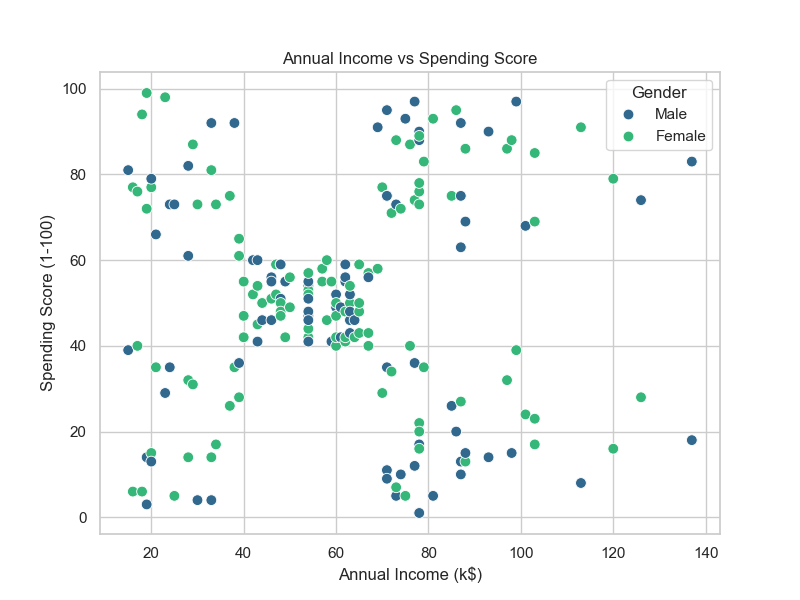 Annual Income vs Spending Score
Gender
Male
Female
Spending Score (1-100)
100
80
60
40
20
0
20 40 60 80 100 120 140
Annual Income (k$)